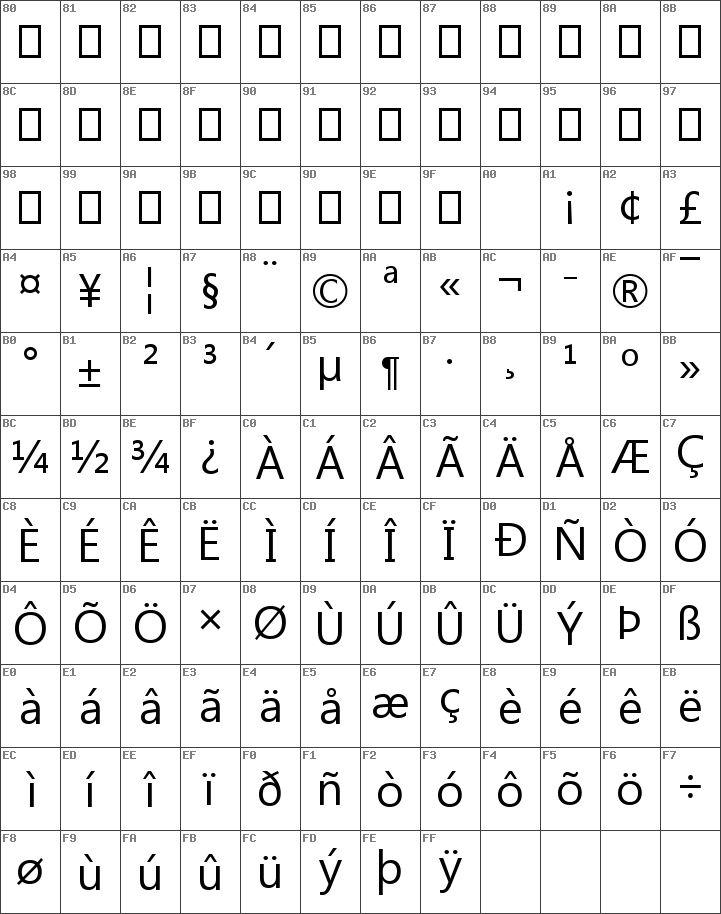 80 81 82 83 84 85 86 87 88 89 8A 8B
8C 8D 8E 8F 90 91 92 93 94 95 96 97
98 99 9A 9B 9C 9D 9E 9F A0 A1 A2 A3
¡ ¢ £
A4 A5 A6 A7 A8 A9 AA AB AC AD AE AF
¤ ¥ ¦ § ¨ © ª « ¬ - ® ¯
B0 B1 B2 B3 B4 B5 B6 B7 B8 B9 BA BB
° ± ² ³ ´ µ ¶ · ¸ ¹ º »
BC BD BE BF C0 C1 C2 C3 C4 C5 C6 C7
¼ ½ ¾ ¿ À Á Â Ã Ä Å Æ Ç
C8 C9 CA CB CC CD CE CF D0 D1 D2 D3
È É Ê Ë Ì Í Î Ï Ð Ñ Ò Ó
D4 D5 D6 D7 D8 D9 DA DB DC DD DE DF
Ô Õ Ö × Ø Ù Ú Û Ü Ý Þ ß
E0 E1 E2 E3 E4 E5 E6 E7 E8 E9 EA EB
à á â ã ä å æ ç è é ê ë
EC ED EE EF F0 F1 F2 F3 F4 F5 F6 F7
ì í î ï ð ñ ò ó ô õ ö ÷
F8 F9 FA FB FC FD FE FF
ø ù ú û ü ý þ ÿ